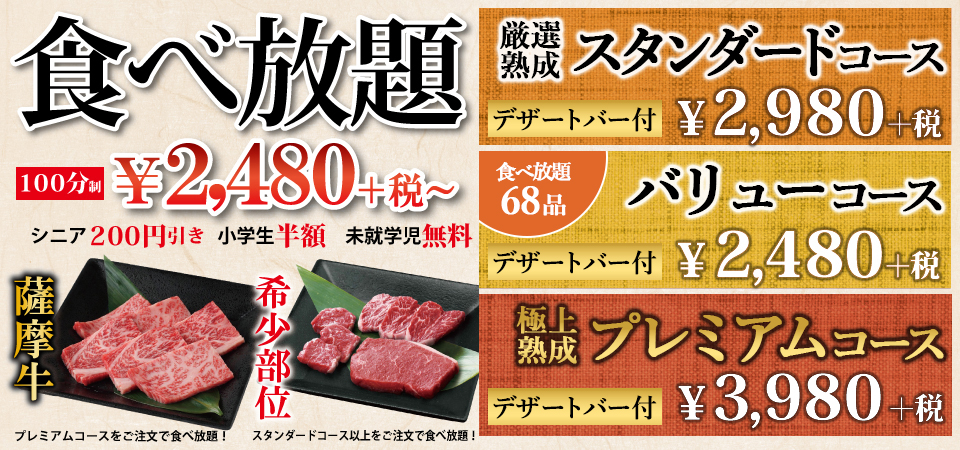 食べ放題
100分制 ¥2,480+税~
シニア200円引き 小学生半額 未就学児無料
薩摩牛
プレミアムコースをご注文で食べ放題!
希少部位
スタンダードコース以上をご注文で食べ放題!
厳選
熟成
スタンダードコース
デザートバー付 ¥2,980+税
食べ放題
68品
バリューコース
デザートバー付 ¥2,480+税
極上
熟成
プレミアムコース
デザートバー付 ¥3,980+税